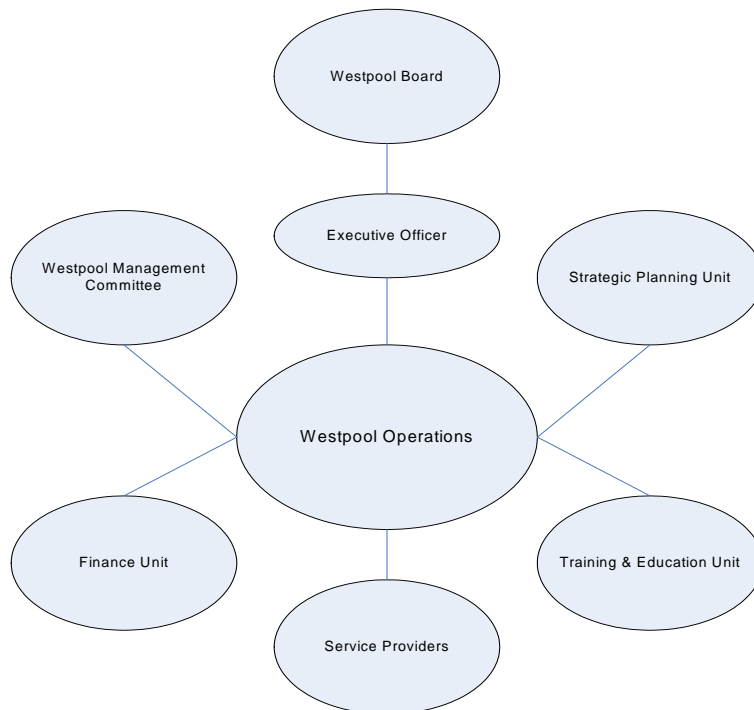 Westpool Board
Executive Officer
Westpool Management
Committee
Strategic Planning Unit
Westpool Operations
Finance Unit
Training & Education Unit
Service Providers